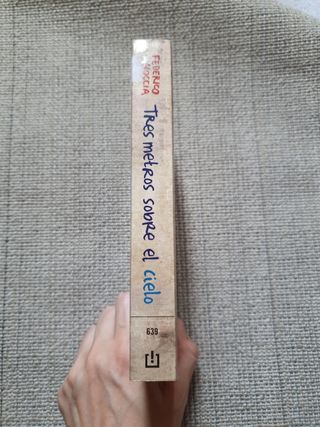 FEDERICO
MOCCIA
Tres metros sobre el cielo
639